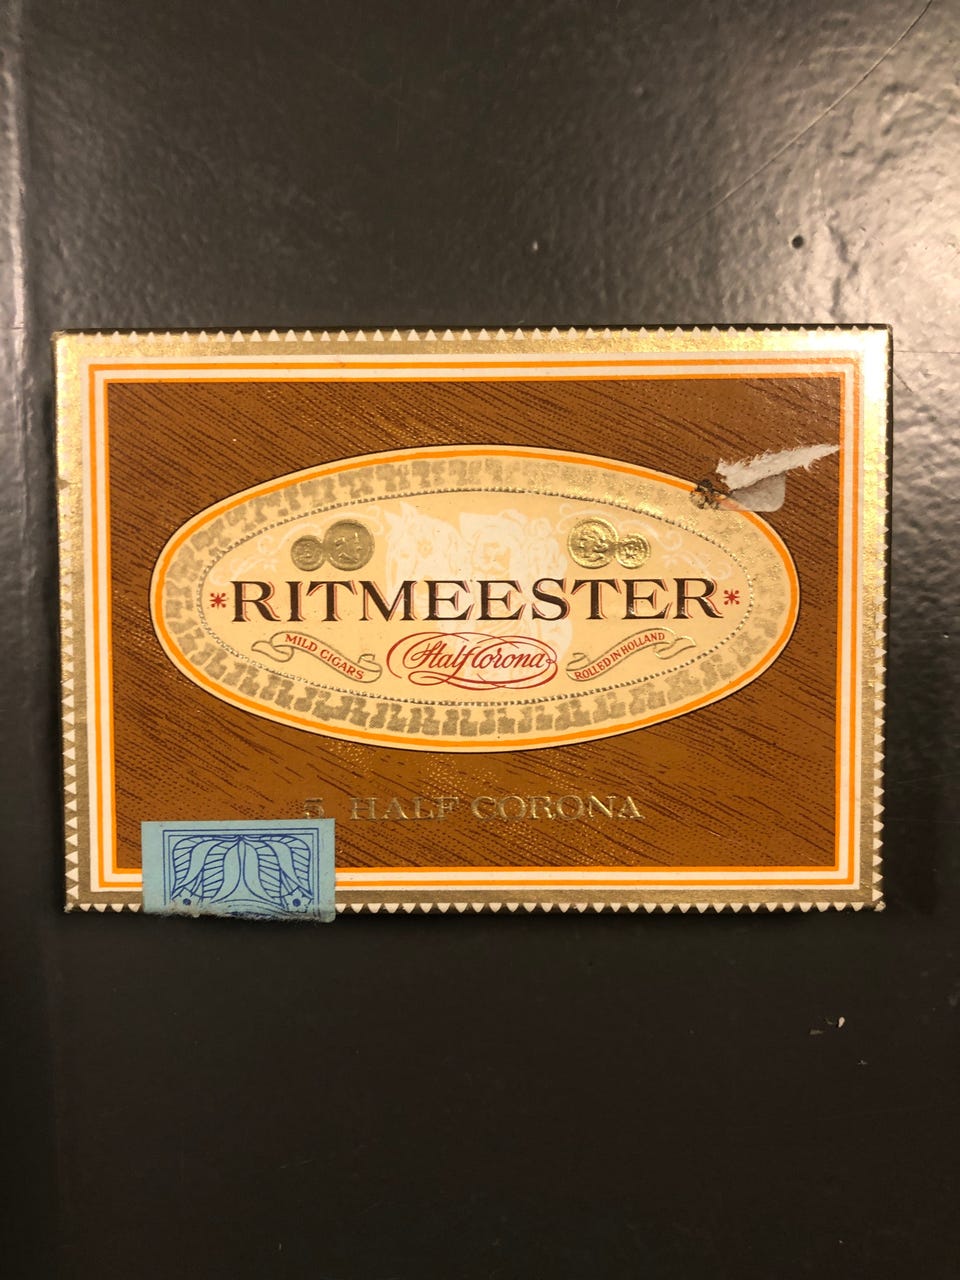 * RITMEESTER *
MILD CIGARS
Half Corona
ROLLED IN HOLLAND
5 HALF CORONA